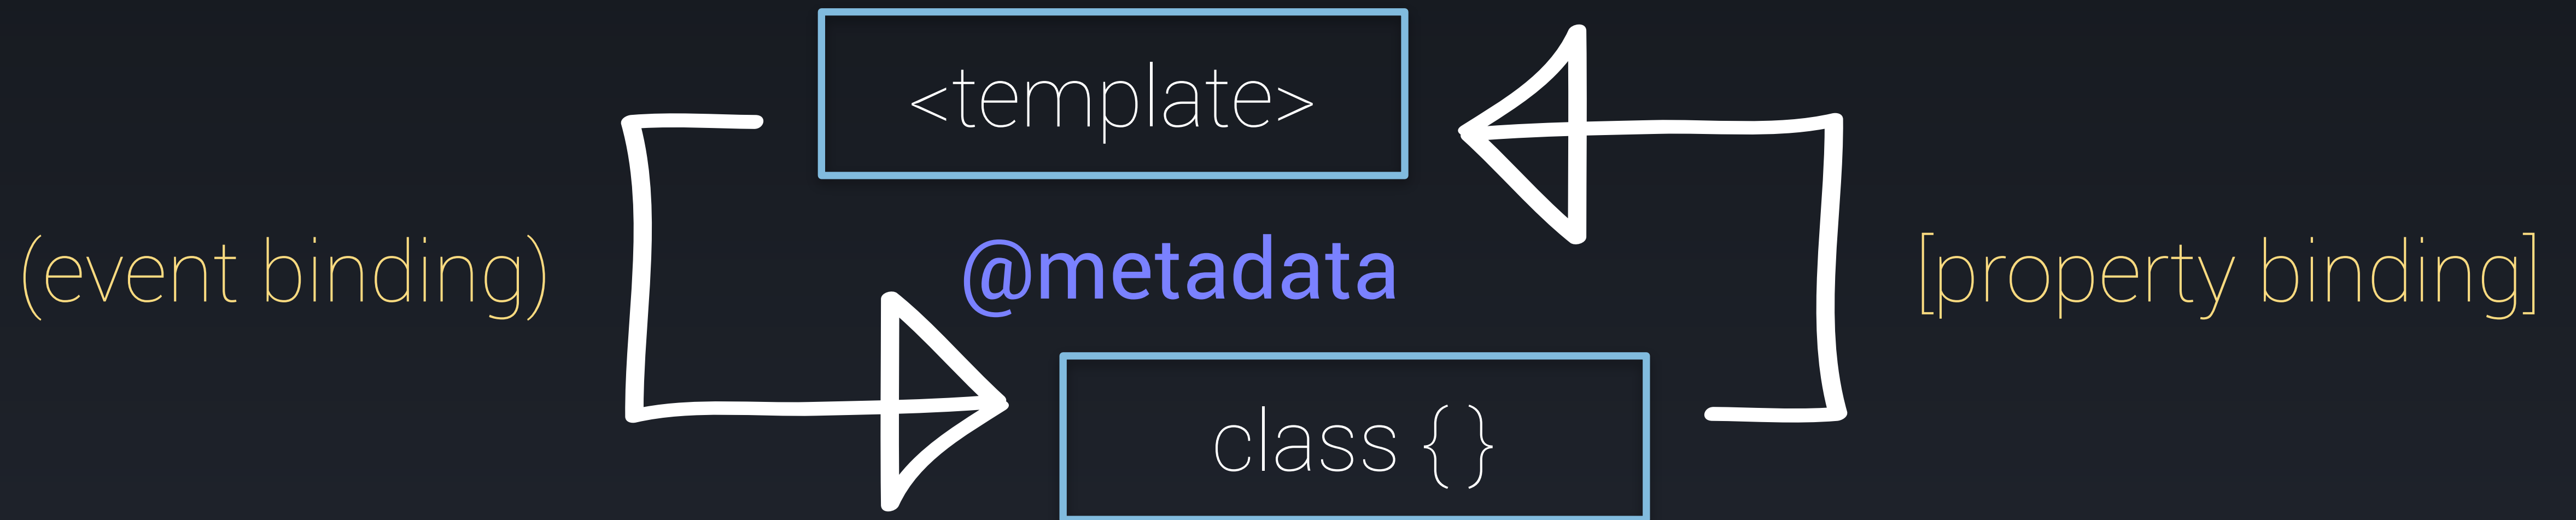 <template>
(event binding)
@metadata
[property binding]
class { }